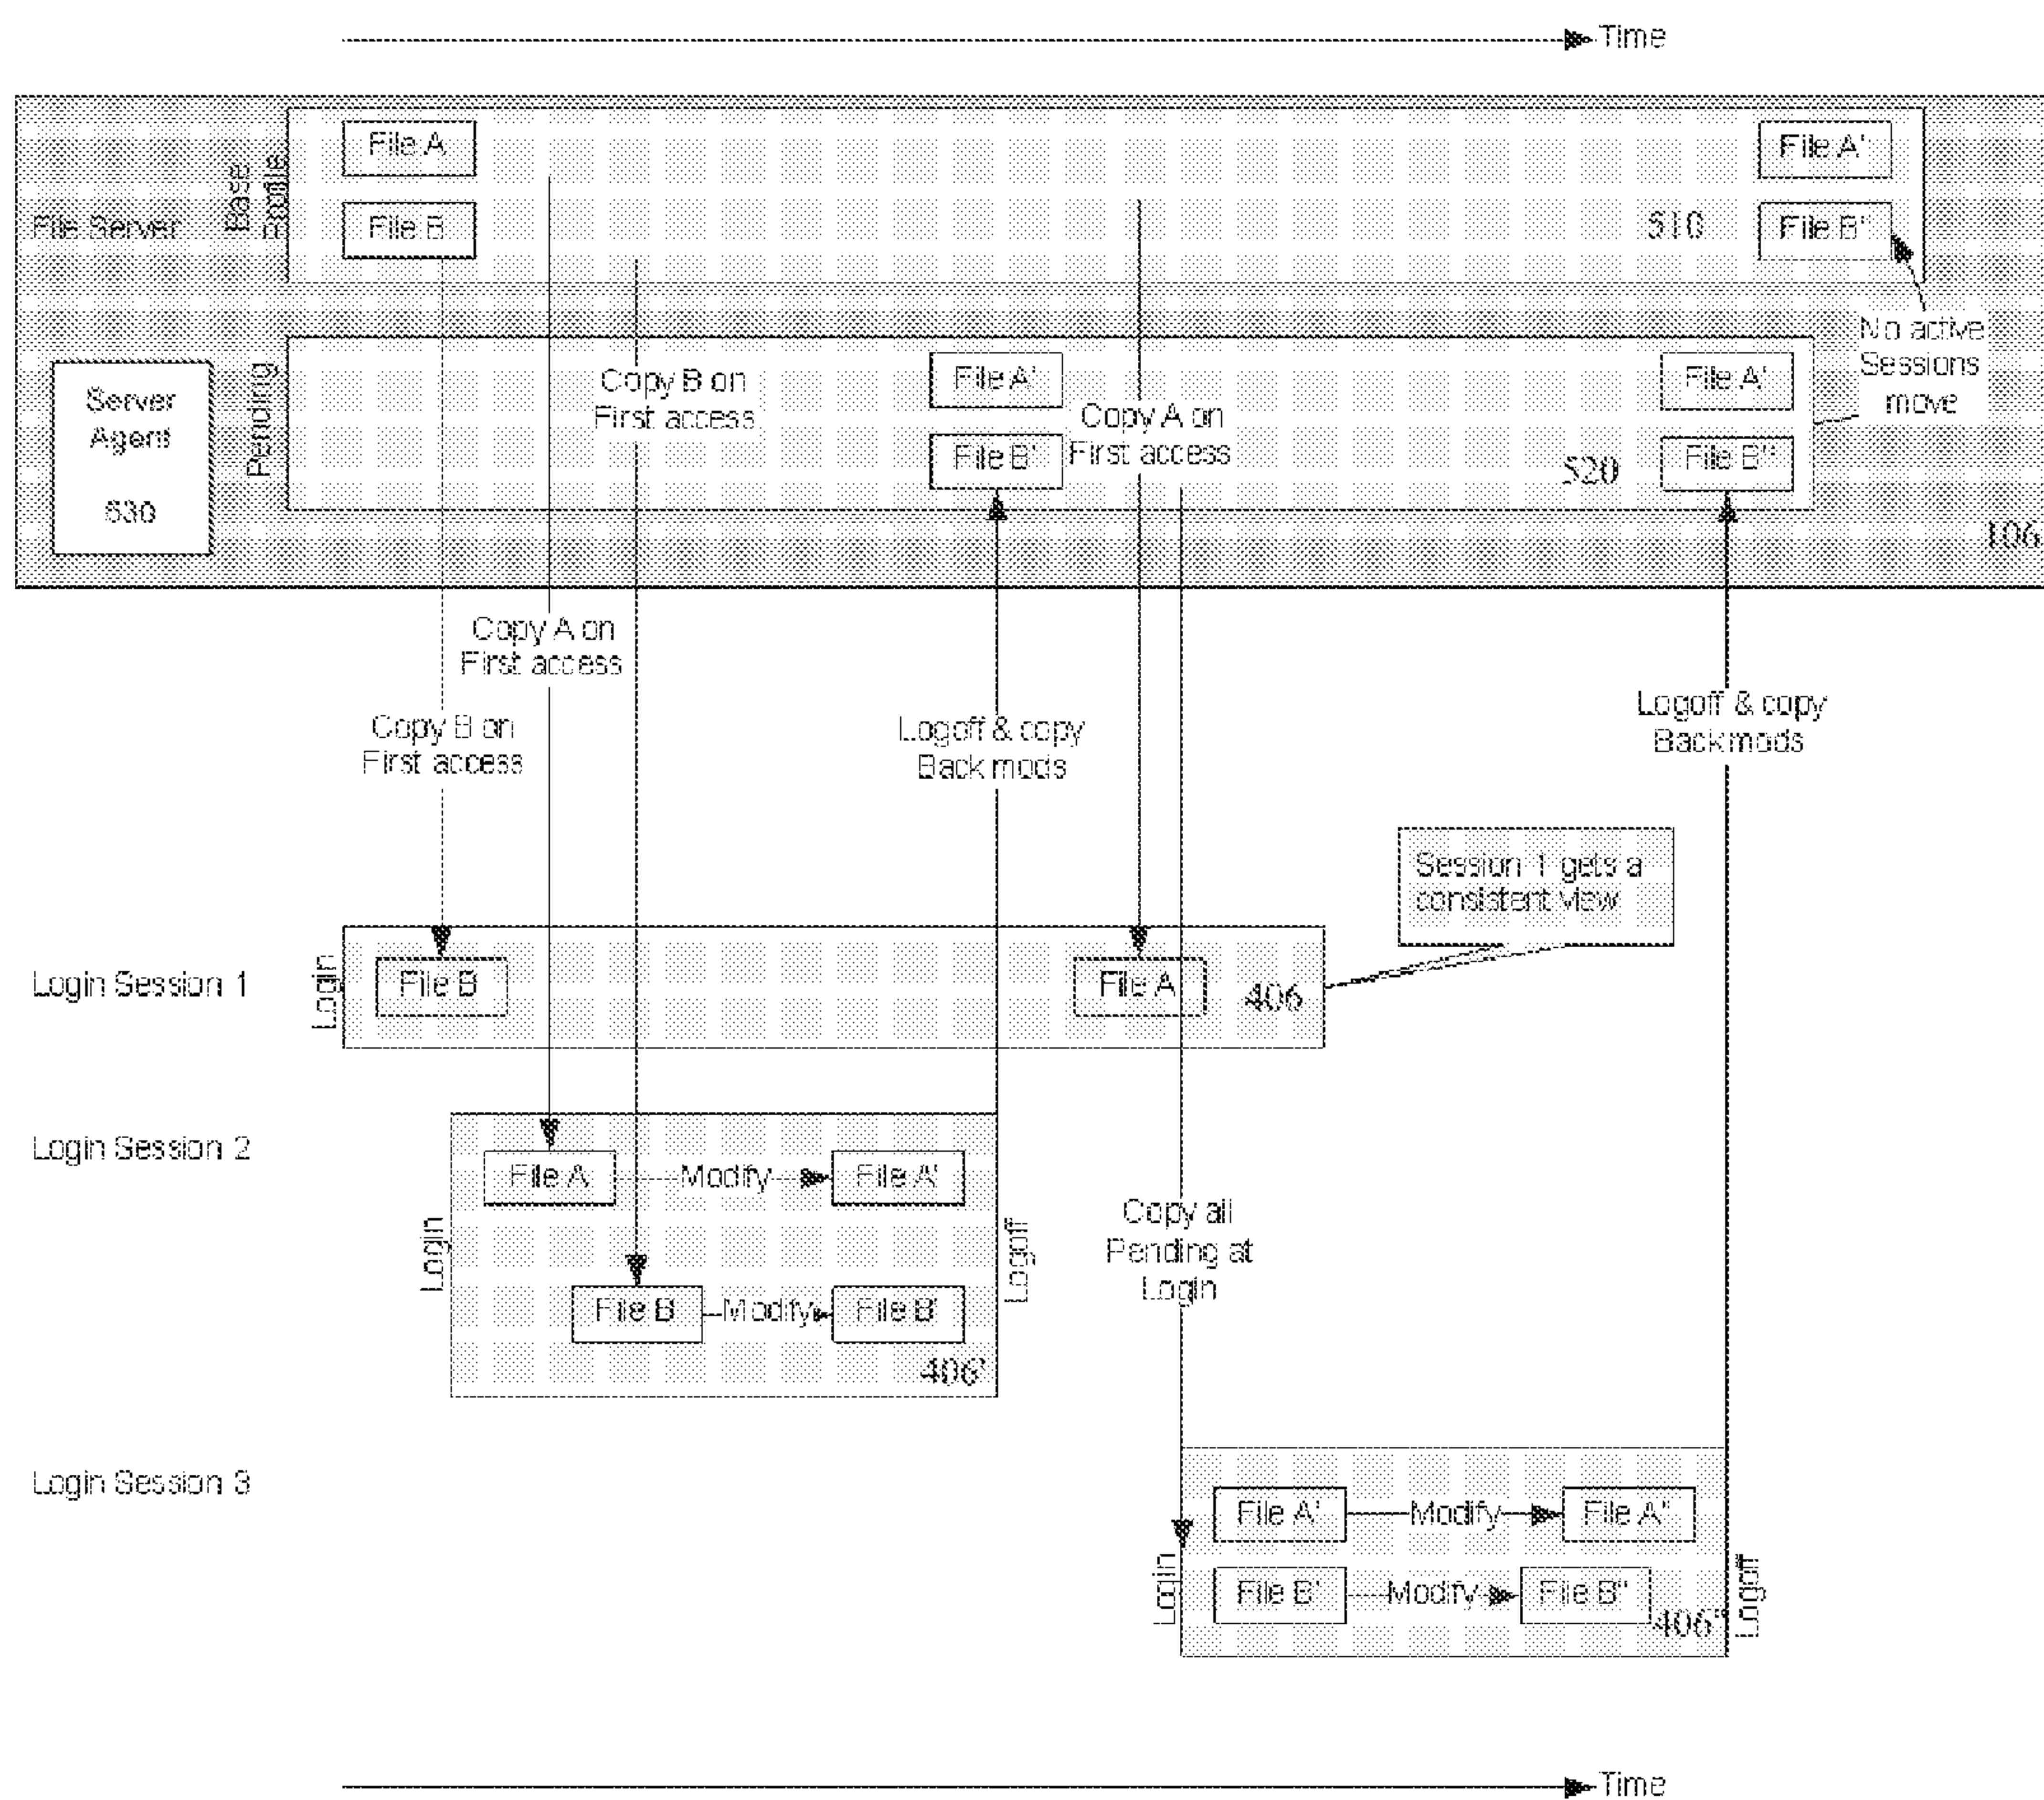 Time
File A
File A'
Base
Profile
File Server
File B
510
File B'
No active
Sessions
move
Pending
Server
Agent
530
Copy B on
First access
File A'
File B'
Copy A on
First access
File A'
File B''
520
106
Copy A on
First access
Copy B on
First access
Logoff & copy
Back mods
Logoff & copy
Back mods
Session 1 gets a
consistent view
Login Session 1
Login
File B
File A
406
Login Session 2
Login
File A
Modify
File A'
File B
Modify
File B'
406'
Logoff
Copy all
Pending at
Login
Login Session 3
Login
File A'
Modify
File A''
File B'
Modify
File B''
406''
Logoff
Time